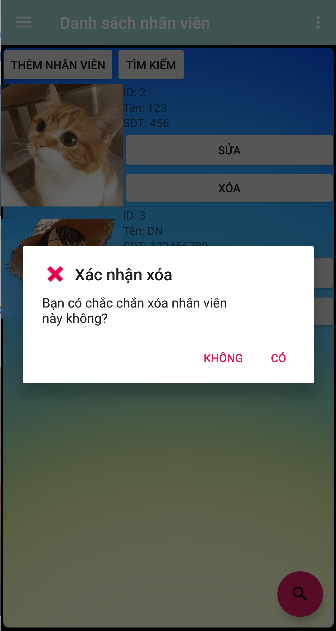 Danh sách nhân viên
THÊM NHÂN VIÊN
TÌM KIẾM
ID: 2
Tên: 123
SĐT: 456
SỬA
XÓA
ID: 3
Tên: DN
Xác nhận xóa
Bạn có chắc chắn xóa nhân viên
này không?
KHÔNG
CÓ